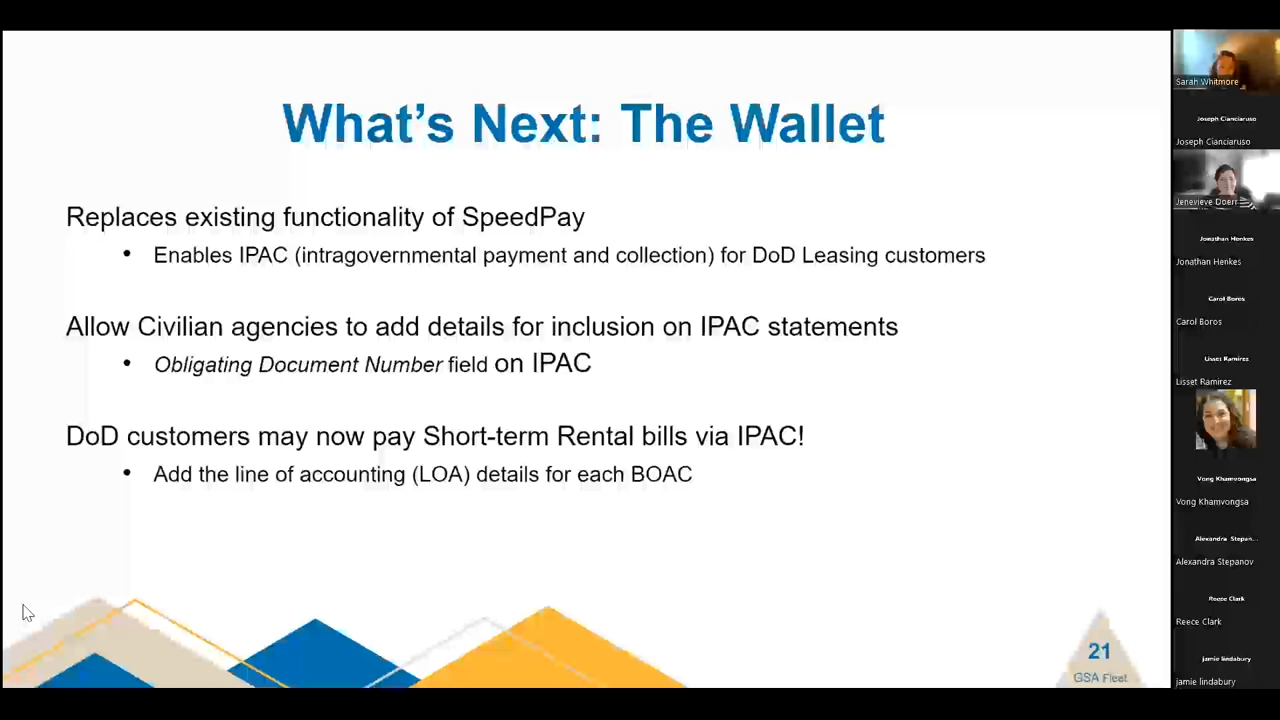 What's Next: The Wallet
Replaces existing functionality of SpeedPay
• Enables IPAC (intragovernmental payment and collection) for DoD Leasing customers
Allow Civilian agencies to add details for inclusion on IPAC statements
• Obligating Document Number field on IPAC
DoD customers may now pay Short-term Rental bills via IPAC!
• Add the line of accounting (LOA) details for each BOAC
21
GSA Fleet
Sarah Whitmore
Joseph Cianciaruso
Joseph Cianciaruso
Jenevieve Doerr
Jonathan Henkes
Jonathan Henkes
Carol Boros
Carol Boros
Lisset Ramirez
Lisset Ramirez
Vong Khamvongsa
Vong Khamvongsa
Alexandra Stepan...
Alexandra Stepanov
Reece Clark
Reece Clark
jamie lindabury
jamie lindabury